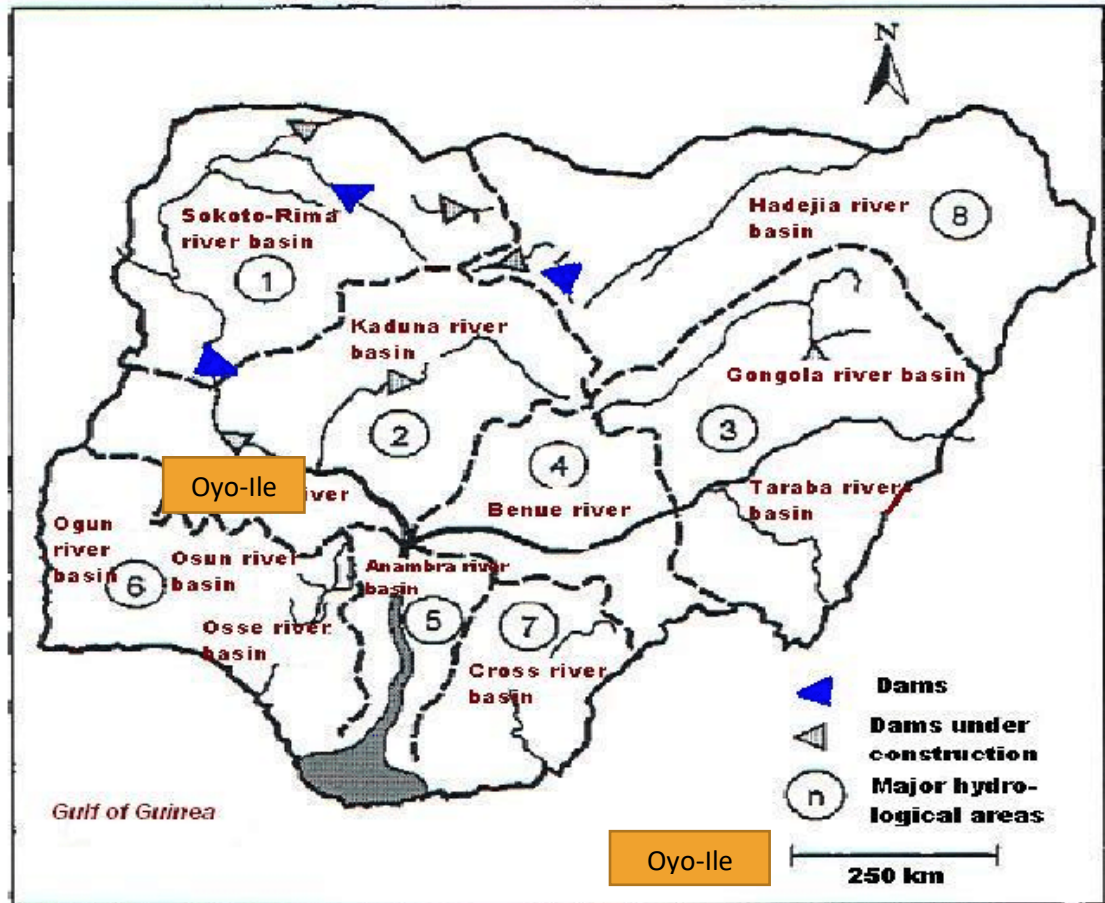 N
Sokoto-Rima
river basin
1
Hadejia river
basin
8
Kaduna river
basin
2
Gongola river basin
3
4
Benue river
Taraba rivers
basin
Oyo-Ile
river
Ogun
river
basin
6
Osun river
basin
Anambra river
basin
5
Osse river
basin
7
Cross river
basin
Gulf of Guinea
Dams
Dams under
construction
n
Major hydro-
logical areas
Oyo-Ile
250 km